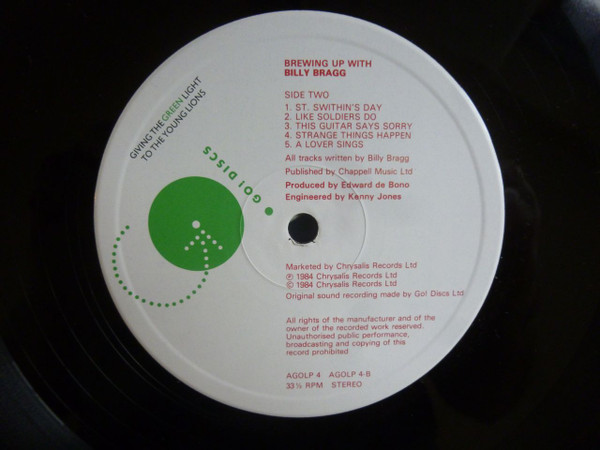 GIVING THE GREEN LIGHT
TO THE YOUNG LIONS
GO! DISCS
BREWING UP WITH
BILLY BRAGG
SIDE TWO
1. ST. SWITHIN'S DAY
2. LIKE SOLDIERS DO
3. THIS GUITAR SAYS SORRY
4. STRANGE THINGS HAPPEN
5. A LOVER SINGS
All tracks written by Billy Bragg
Published by Chappell Music Ltd
Produced by Edward de Bono
Engineered by Kenny Jones
Marketed by Chrysalis Records Ltd
℗ 1984 Chrysalis Records Ltd
© 1984 Chrysalis Records Ltd
Original sound recording made by Go! Discs Ltd
All rights of the manufacturer and of the
owner of the recorded work reserved.
Unauthorised public performance,
broadcasting and copying of this
record prohibited
AGOLP 4 AGOLP 4-B
33⅓ RPM STEREO